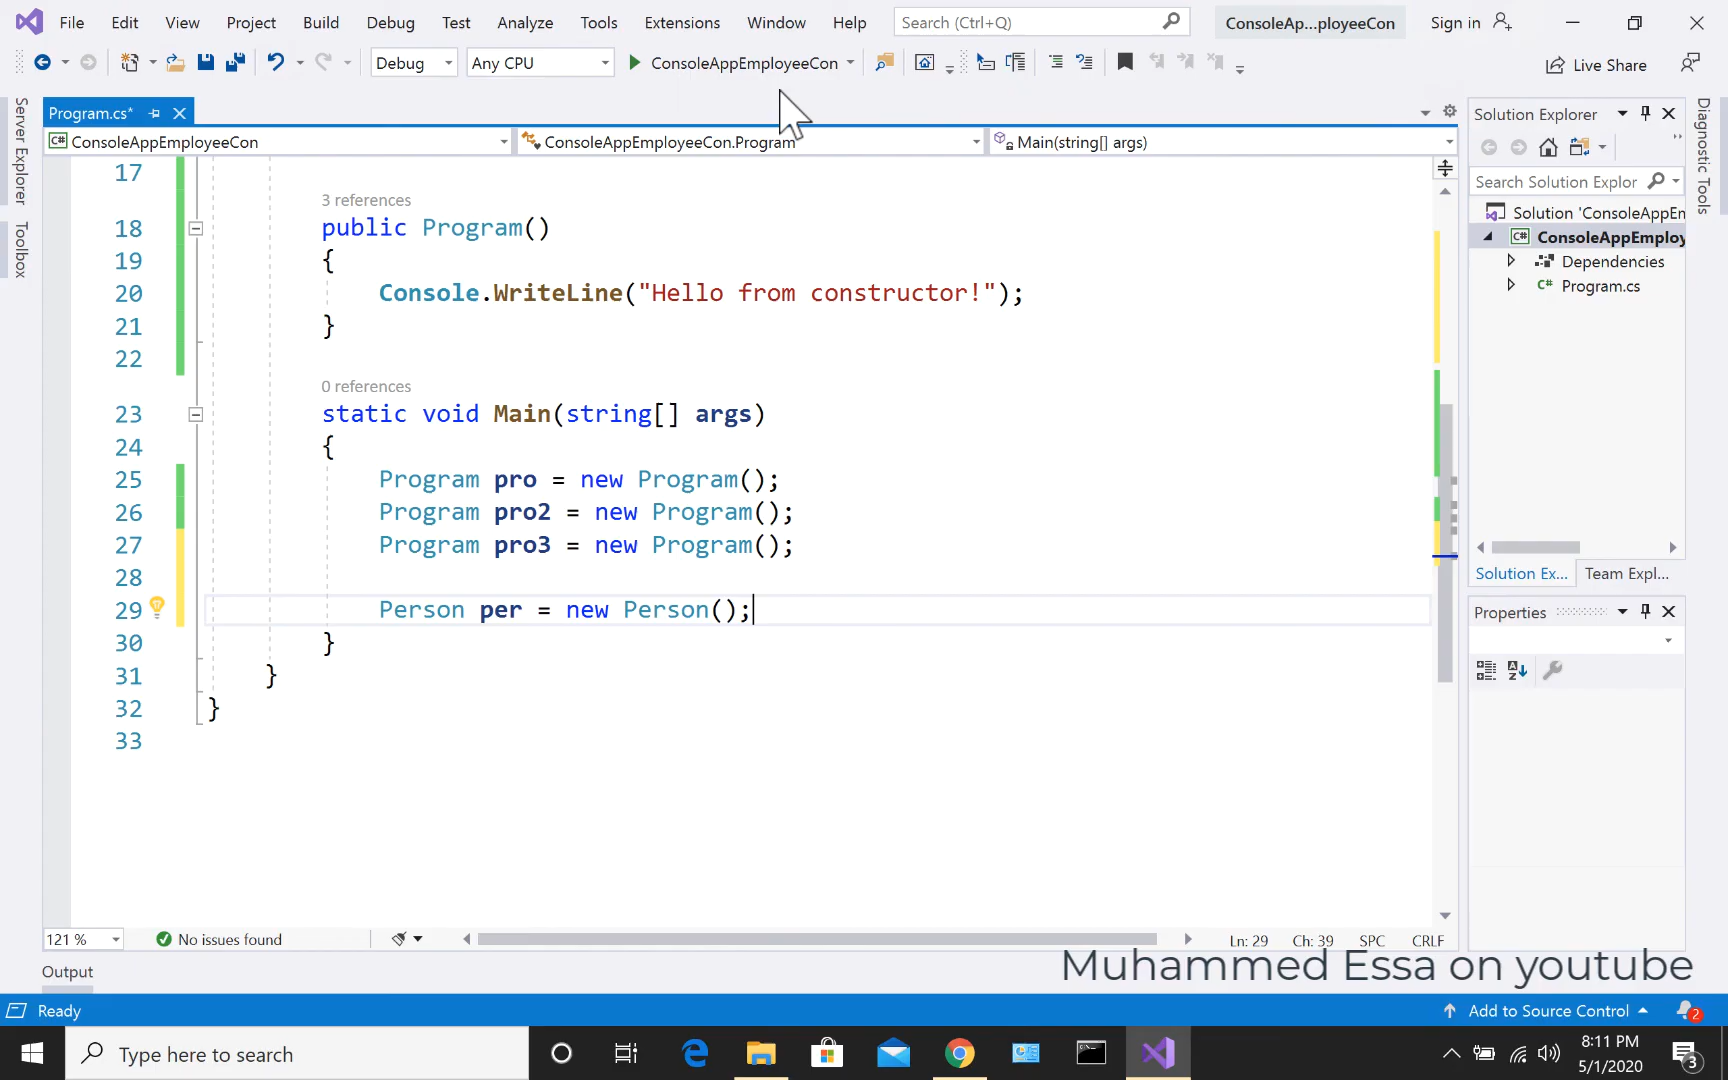 File Edit View Project Build Debug Test Analyze Tools Extensions Window Help Search (Ctrl+Q) ConsoleAp...ployeeCon Sign in
Debug Any CPU ConsoleAppEmployeeCon Live Share
Server Explorer
Toolbox
Program.cs*
ConsoleAppEmployeeCon ConsoleAppEmployeeCon.Program Main(string[] args)
17
3 references
18 public Program()
19 {
20 Console.WriteLine("Hello from constructor!");
21 }
22
0 references
23 static void Main(string[] args)
24 {
25 Program pro = new Program();
26 Program pro2 = new Program();
27 Program pro3 = new Program();
28
29 Person per = new Person();
30 }
31 }
32 }
33
121 % No issues found Ln: 29 Ch: 39 SPC CRLF
Output
Solution Explorer
Search Solution Explor
Solution 'ConsoleAppEm
C# ConsoleAppEmploy
Dependencies
C# Program.cs
Solution Ex... Team Expl...
Properties
Diagnostic Tools
Muhammed Essa on youtube
Ready Add to Source Control 2
Type here to search
8:11 PM
5/1/2020
3